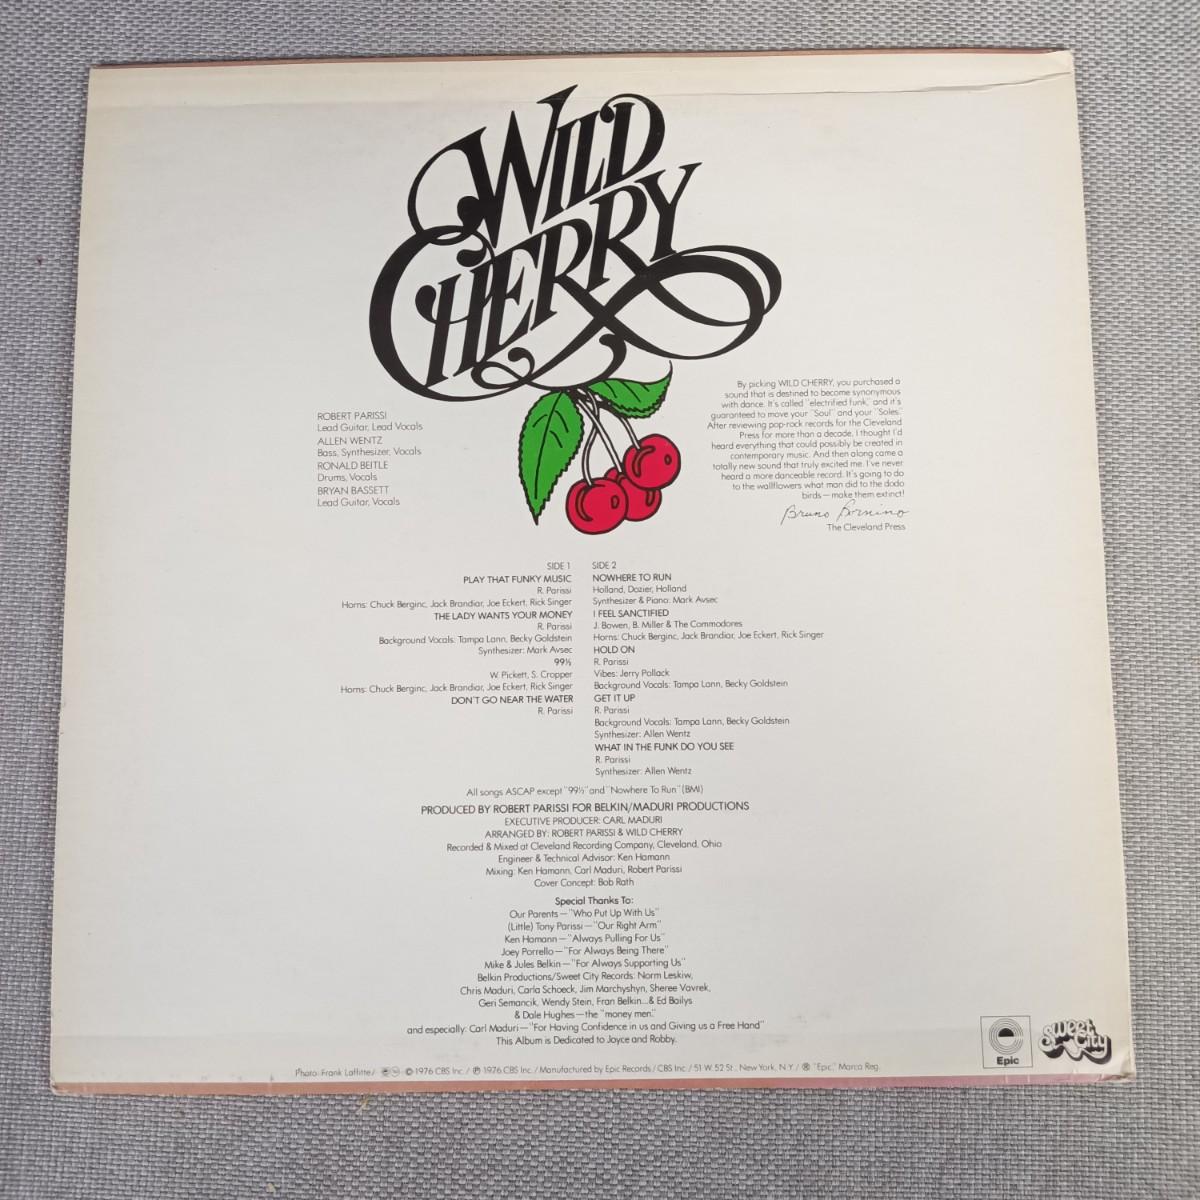 WILD
CHERRY
ROBERT PARISSI
Lead Guitar, Lead Vocals
ALLEN WENTZ
Bass, Synthesizer, Vocals
RONALD BEITLE
Drums, Vocals
BRYAN BASSETT
Lead Guitar, Vocals
By picking WILD CHERRY, you purchased a
sound that is destined to become synonymous
with dance. It's called "electrified funk," and it's
guaranteed to move your "Soul" and your "Soles."
After reviewing pop-rock records for the Cleveland
Press for more than a decade, I thought I'd
heard everything that could possibly be created in
contemporary music. And then along came a
totally new sound that truly excited me. I've never
heard a more danceable record. It's going to do
to the wallflowers what man did to the dodo
birds—make them extinct!
Bruno Bornino
The Cleveland Press
SIDE 1
PLAY THAT FUNKY MUSIC
R. Parissi
Horns: Chuck Berginc, Jack Brandiar, Joe Eckert, Rick Singer
THE LADY WANTS YOUR MONEY
R. Parissi
Background Vocals: Tampa Lann, Becky Goldstein
Synthesizer: Mark Avsec
99½
W. Pickett, S. Cropper
Horns: Chuck Berginc, Jack Brandiar, Joe Eckert, Rick Singer
DON'T GO NEAR THE WATER
R. Parissi
SIDE 2
NOWHERE TO RUN
Holland, Dozier, Holland
Synthesizer & Piano: Mark Avsec
I FEEL SANCTIFIED
J. Bowen, B. Miller & The Commodores
Horns: Chuck Berginc, Jack Brandiar, Joe Eckert, Rick Singer
HOLD ON
R. Parissi
Vibes: Jerry Pollack
Background Vocals: Tampa Lann, Becky Goldstein
GET IT UP
R. Parissi
Background Vocals: Tampa Lann, Becky Goldstein
Synthesizer: Allen Wentz
WHAT IN THE FUNK DO YOU SEE
R. Parissi
Synthesizer: Allen Wentz
All songs ASCAP except "99½" and "Nowhere To Run" (BMI)
PRODUCED BY ROBERT PARISSI FOR BELKIN/MADURI PRODUCTIONS
EXECUTIVE PRODUCER: CARL MADURI
ARRANGED BY: ROBERT PARISSI & WILD CHERRY
Recorded & Mixed at Cleveland Recording Company, Cleveland, Ohio
Engineer & Technical Advisor: Ken Hamann
Mixing: Ken Hamann, Carl Maduri, Robert Parissi
Cover Concept: Bob Rath
Special Thanks To:
Our Parents—"Who Put Up With Us"
(Little) Tony Parissi—"Our Right Arm"
Ken Hamann—"Always Pulling For Us"
Joey Porrello—"For Always Being There"
Mike & Jules Belkin—"For Always Supporting Us"
Belkin Productions/Sweet City Records: Norm Leskiw,
Chris Maduri, Carla Schoeck, Jim Marchyshyn, Sheree Vavrek,
Geri Semancik, Wendy Stein, Fran Belkin...& Ed Bailys
& Dale Hughes—the "money men."
and especially: Carl Maduri—"For Having Confidence in us and Giving us a Free Hand"
This Album is Dedicated to Joyce and Robby.
Epic
Sweet City
Photo: Frank Laffitte / © 1976 CBS Inc. / ℗ 1976 CBS Inc. / Manufactured by Epic Records / CBS Inc. / 51 W. 52 St., New York, N.Y. / ® "Epic," Marca Reg.